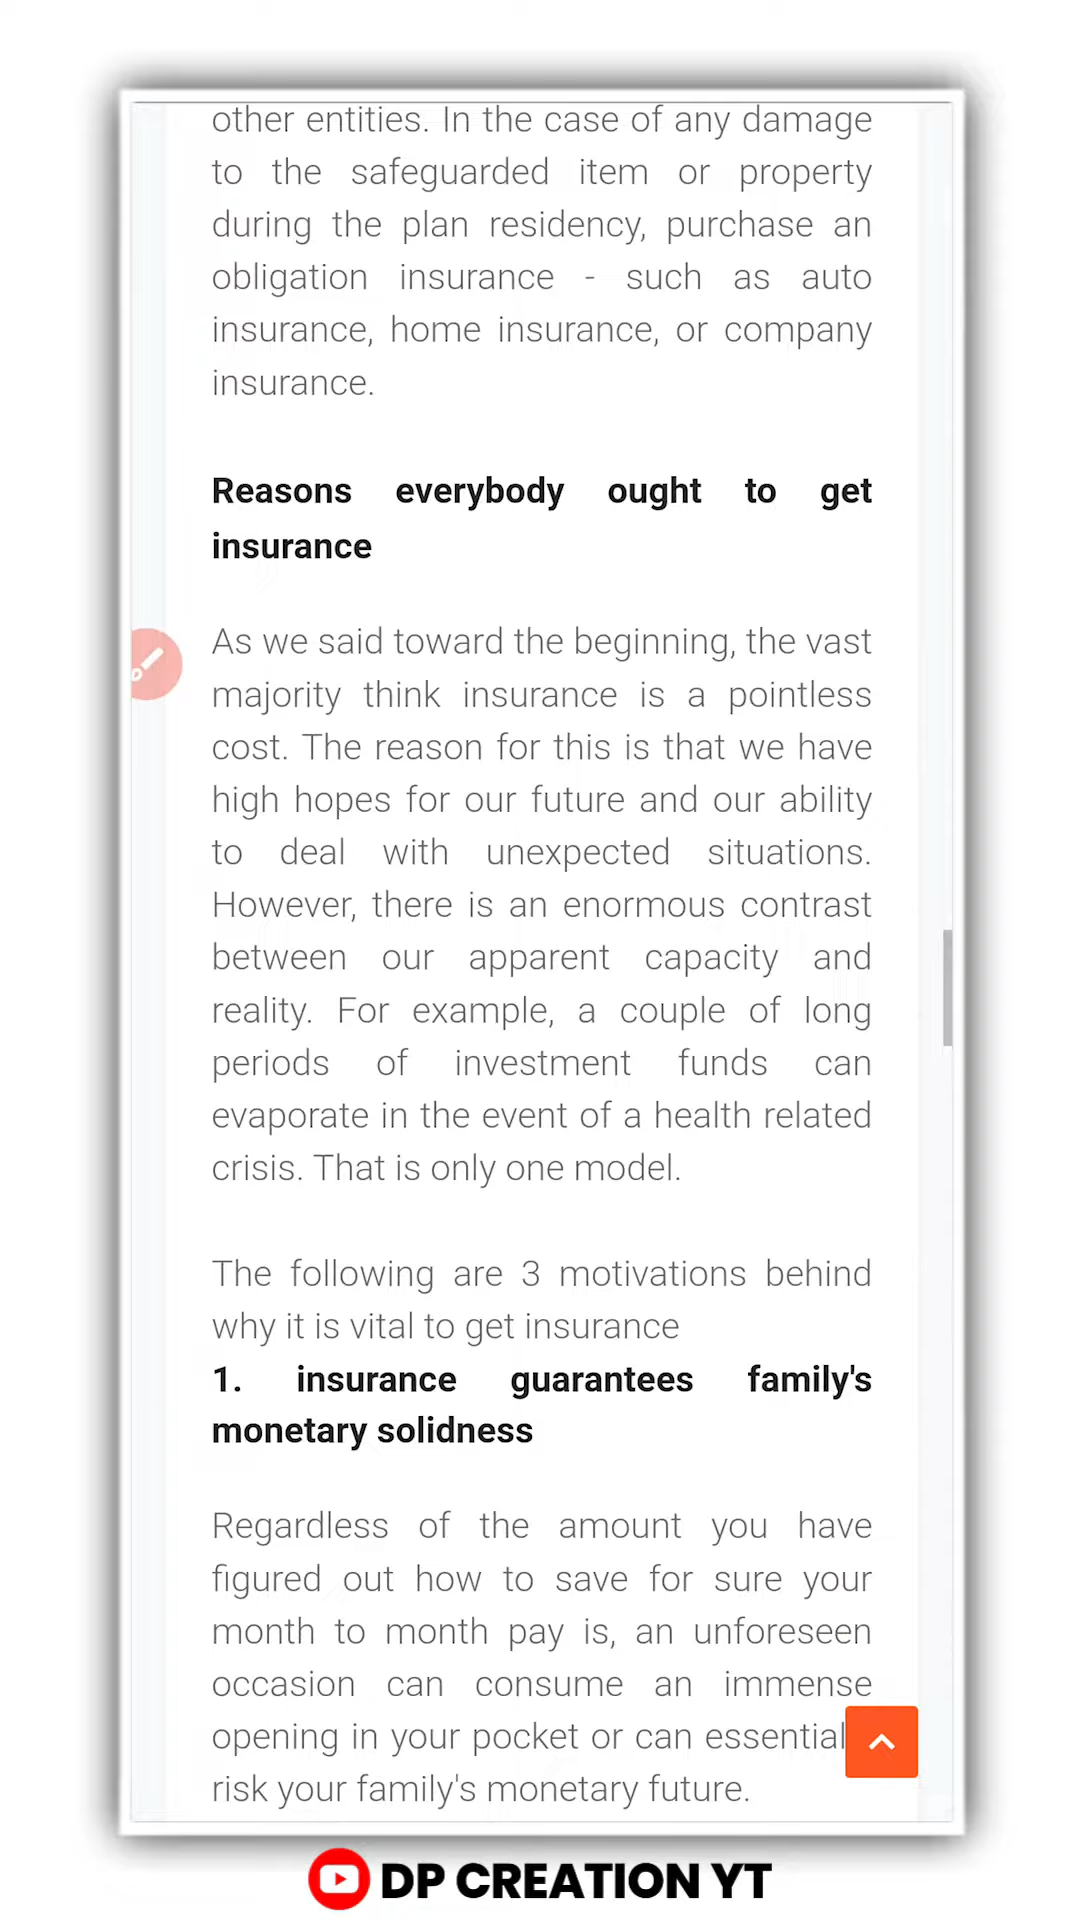 other entities. In the case of any damage
to the safeguarded item or property
during the plan residency, purchase an
obligation insurance - such as auto
insurance, home insurance, or company
insurance.
Reasons everybody ought to get
insurance
As we said toward the beginning, the vast
majority think insurance is a pointless
cost. The reason for this is that we have
high hopes for our future and our ability
to deal with unexpected situations.
However, there is an enormous contrast
between our apparent capacity and
reality. For example, a couple of long
periods of investment funds can
evaporate in the event of a health related
crisis. That is only one model.
The following are 3 motivations behind
why it is vital to get insurance
1. insurance guarantees family's
monetary solidness
Regardless of the amount you have
figured out how to save for sure your
month to month pay is, an unforeseen
occasion can consume an immense
opening in your pocket or can essential
risk your family's monetary future.
DP CREATION YT